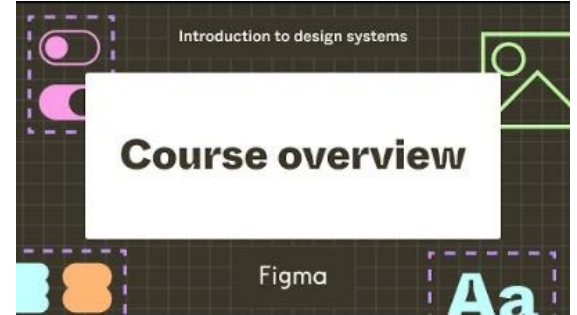 Introduction to design systems
Course overview
Figma
Aa